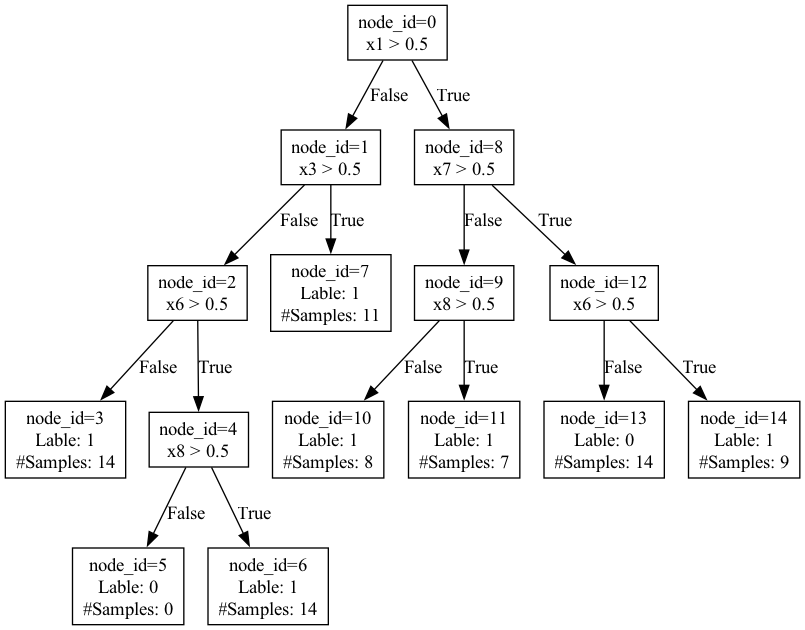 node_id=0
x1 > 0.5
False
True
node_id=1
x3 > 0.5
node_id=8
x7 > 0.5
False
True
False
True
node_id=2
x6 > 0.5
node_id=7
Lable: 1
#Samples: 11
node_id=9
x8 > 0.5
node_id=12
x6 > 0.5
False
True
False
True
False
True
node_id=3
Lable: 1
#Samples: 14
node_id=4
x8 > 0.5
node_id=10
Lable: 1
#Samples: 8
node_id=11
Lable: 1
#Samples: 7
node_id=13
Lable: 0
#Samples: 14
node_id=14
Lable: 1
#Samples: 9
False
True
node_id=5
Lable: 0
#Samples: 0
node_id=6
Lable: 1
#Samples: 14